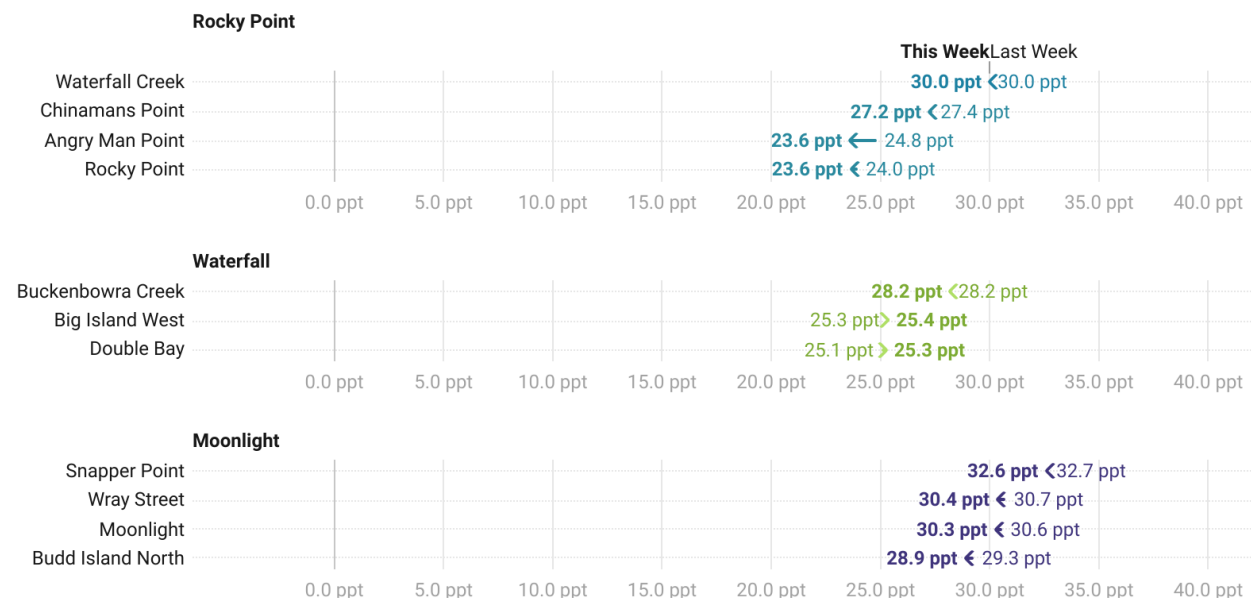 Rocky Point
This WeekLast Week
Waterfall Creek 30.0 ppt 30.0 ppt
Chinamans Point 27.2 ppt 27.4 ppt
Angry Man Point 23.6 ppt 24.8 ppt
Rocky Point 23.6 ppt 24.0 ppt
0.0 ppt 5.0 ppt 10.0 ppt 15.0 ppt 20.0 ppt 25.0 ppt 30.0 ppt 35.0 ppt 40.0 ppt
Waterfall
Buckenbowra Creek 28.2 ppt 28.2 ppt
Big Island West 25.3 ppt 25.4 ppt
Double Bay 25.1 ppt 25.3 ppt
0.0 ppt 5.0 ppt 10.0 ppt 15.0 ppt 20.0 ppt 25.0 ppt 30.0 ppt 35.0 ppt 40.0 ppt
Moonlight
Snapper Point 32.6 ppt 32.7 ppt
Wray Street 30.4 ppt 30.7 ppt
Moonlight 30.3 ppt 30.6 ppt
Budd Island North 28.9 ppt 29.3 ppt
0.0 ppt 5.0 ppt 10.0 ppt 15.0 ppt 20.0 ppt 25.0 ppt 30.0 ppt 35.0 ppt 40.0 ppt